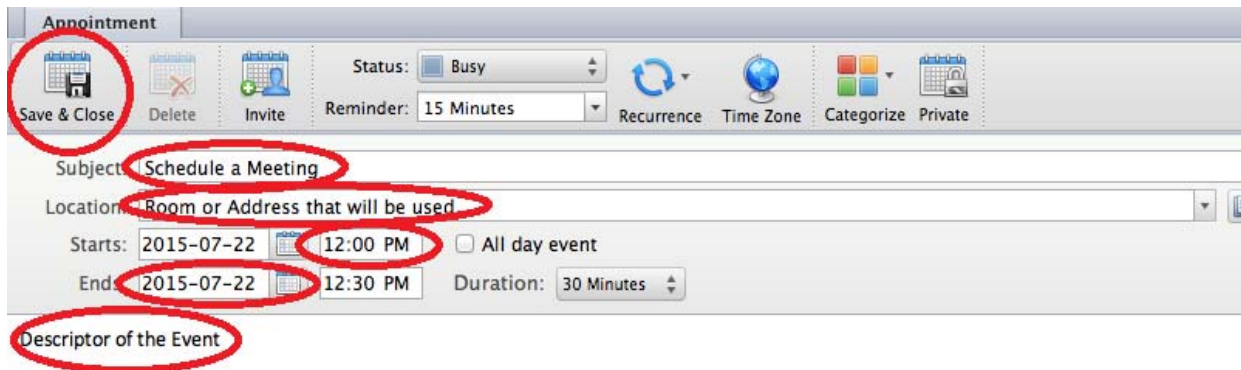 Appointment
Status: Busy
Reminder: 15 Minutes
Save & Close Delete Invite Recurrence Time Zone Categorize Private
Subject: Schedule a Meeting
Location: Room or Address that will be used
Starts: 2015-07-22 12:00 PM All day event
Ends: 2015-07-22 12:30 PM Duration: 30 Minutes
Descriptor of the Event